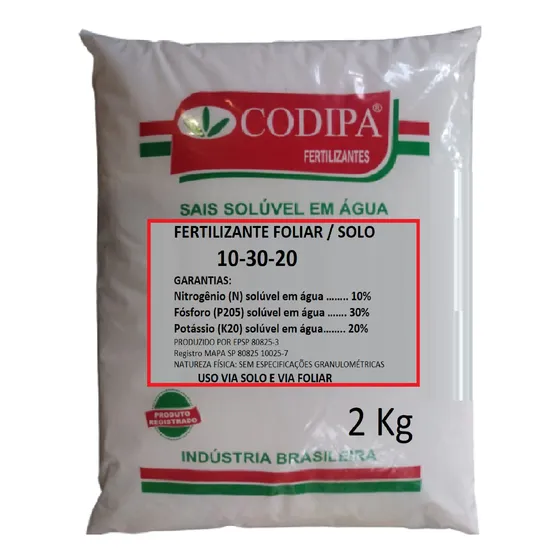 CODIPA®
FERTILIZANTES
SAIS SOLÚVEL EM ÁGUA
FERTILIZANTE FOLIAR / SOLO
10-30-20
GARANTIAS:
Nitrogênio (N) solúvel em água ........ 10%
Fósforo (P205) solúvel em água ....... 30%
Potássio (K20) solúvel em água........ 20%
PRODUZIDO POR EPSP 80825-3
Registro MAPA SP 80825 10025-7
NATUREZA FÍSICA: SEM ESPECIFICAÇÕES GRANULOMÉTRICAS
USO VIA SOLO E VIA FOLIAR
PRODUTO
REGISTRADO
2 Kg
INDÚSTRIA BRASILEIRA